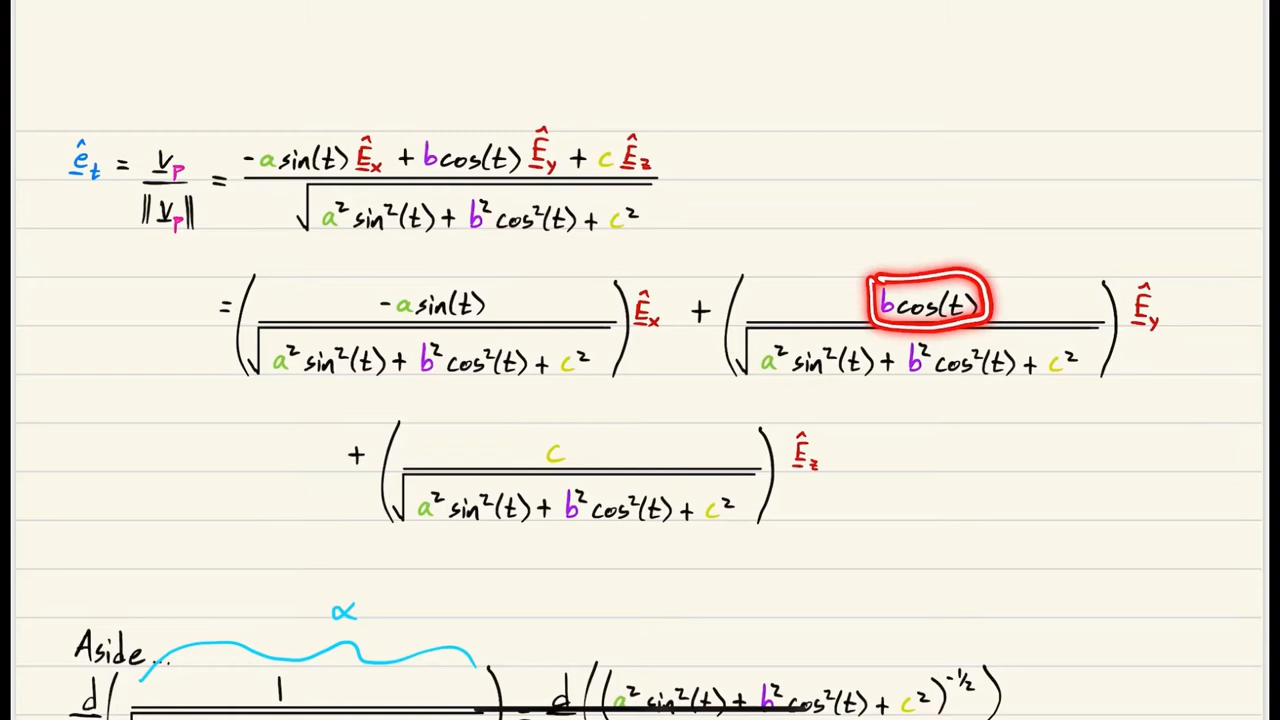 ê_t = v_P / ‖v_P‖ = (-a sin(t) Ê_x + b cos(t) Ê_y + c Ê_z) / √(a² sin²(t) + b² cos²(t) + c²)
= ( -a sin(t) / √(a² sin²(t) + b² cos²(t) + c²) ) Ê_x + ( b cos(t) / √(a² sin²(t) + b² cos²(t) + c²) ) Ê_y
+ ( c / √(a² sin²(t) + b² cos²(t) + c²) ) Ê_z
α
Aside...
d ( 1 ) = d ( (a² sin²(t) + b² cos²(t) + c²)^(-1/2) )